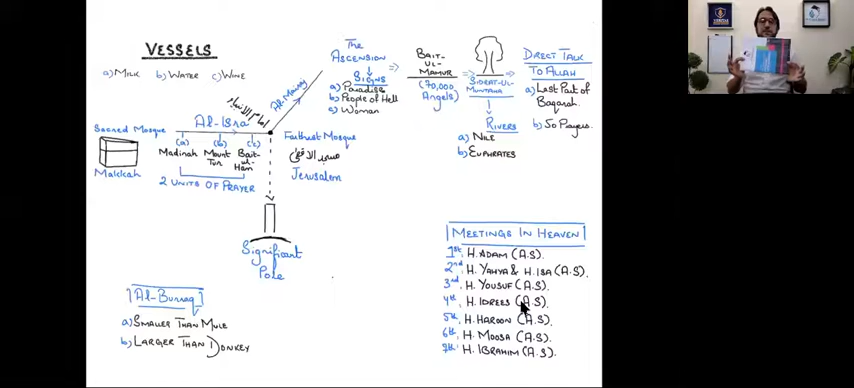 VESSELS
a) MILK b) WATER c) WINE
Sacred Mosque
Makkah
Al-Isra
امام الانبیاء
Al-Mairaj
(a) (b) (c)
Madinah Mount Tur Bait-ul-Ham
2 UNITS OF PRAYER
Farthest Mosque
Jerusalem
Significant
Pole
The
ASCENSION
SIGNS
a) Paradise
b) People of Hell
c) Woman
BAIT-
UL-
MAMUR
(70,000
Angels)
SIDRAT-UL-
MUNTAHA
RIVERS
a) NILE
b) EUPHRATES
DIRECT TALK
TO ALLAH
a) Last Part of
Baqarah.
b) 50 Prayers.
Al-Burraq
a) SMALLER THAN MULE
b) LARGER THAN DONKEY
MEETINGS IN HEAVEN
1st: H. ADAM (A.S).
2nd: H. YAHYA & H. ISA (A.S).
3rd: H. YOUSUF (A.S).
4th: H. IDREES (A.S).
5th: H. HAROON (A.S).
6th: H. MOOSA (A.S).
7th: H. IBRAHIM (A.S).